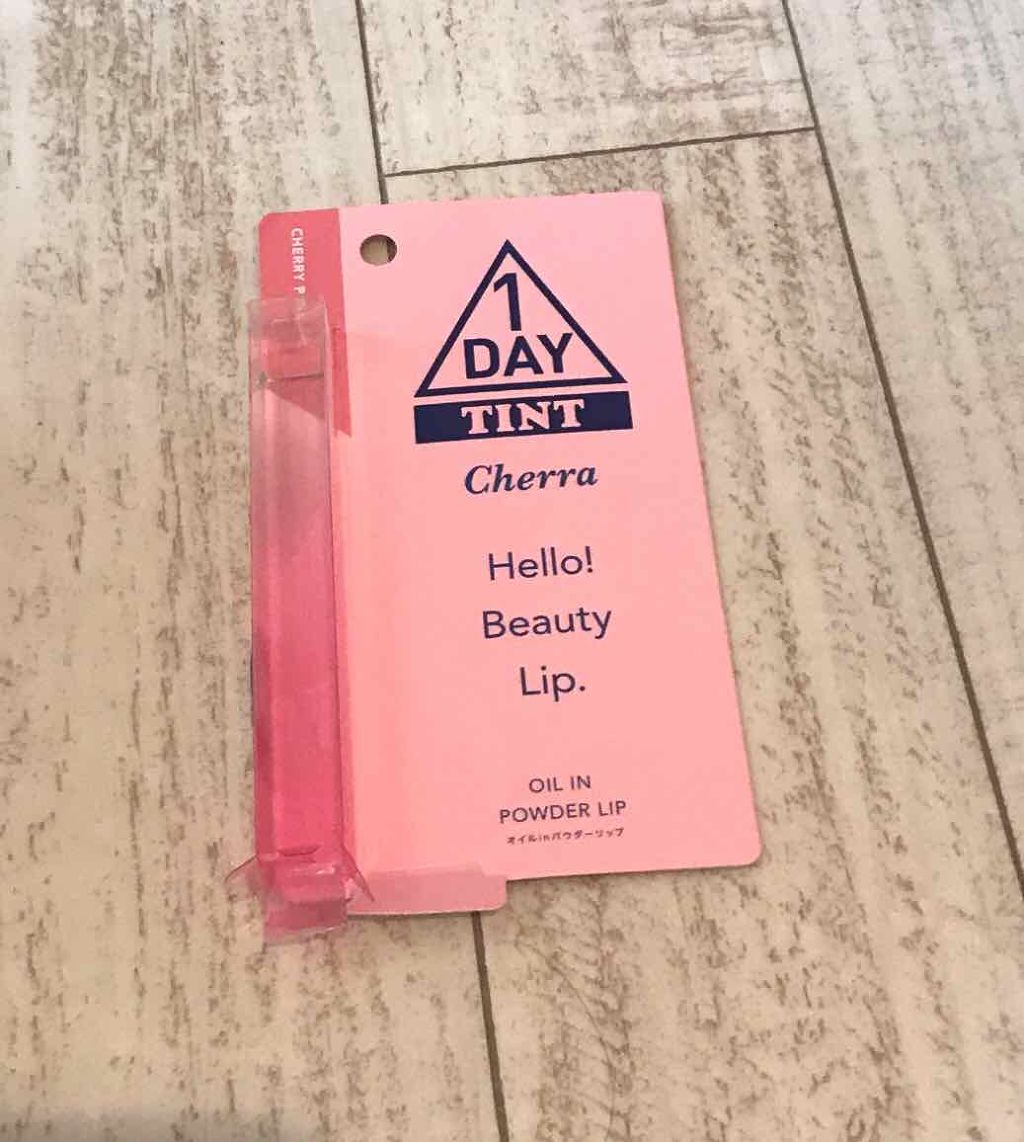 CHERRY
1
DAY
TINT
Cherra
Hello!
Beauty
Lip.
OIL IN
POWDER LIP
オイルinパウダーリップ